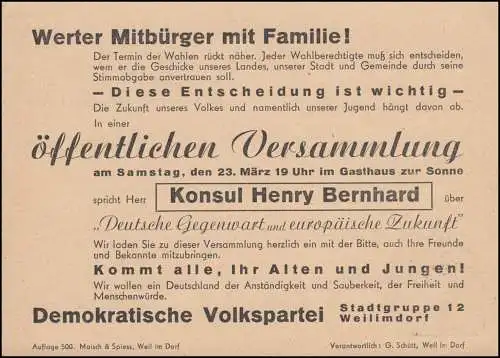 Werter Mitbürger mit Familie!
Der Termin der Wahlen rückt näher. Jeder Wahlberechtigte muß sich entscheiden,
wem er die Geschicke unseres Landes, unserer Stadt und Gemeinde durch seine
Stimmabgabe anvertrauen soll.
— Diese Entscheidung ist wichtig —
Die Zukunft unseres Volkes und namentlich unserer Jugend hängt davon ab.
In einer
öffentlichen Versammlung
am Samstag, den 23. März 19 Uhr im Gasthaus zur Sonne
spricht Herr Konsul Henry Bernhard über
„Deutsche Gegenwart und europäische Zukunft"
Wir laden Sie zu dieser Versammlung herzlich ein mit der Bitte, auch Ihre Freunde
und Bekannte mitzubringen.
Kommt alle, Ihr Alten und Jungen!
Wir wollen ein Deutschland der Anständigkeit und Sauberkeit, der Freiheit und
Menschenwürde.
Demokratische Volkspartei Stadtgruppe 12
Weilimdorf
Auflage 500. Maisch & Spiess, Weil im Dorf Verantwortlich: G. Schütt, Weil im Dorf